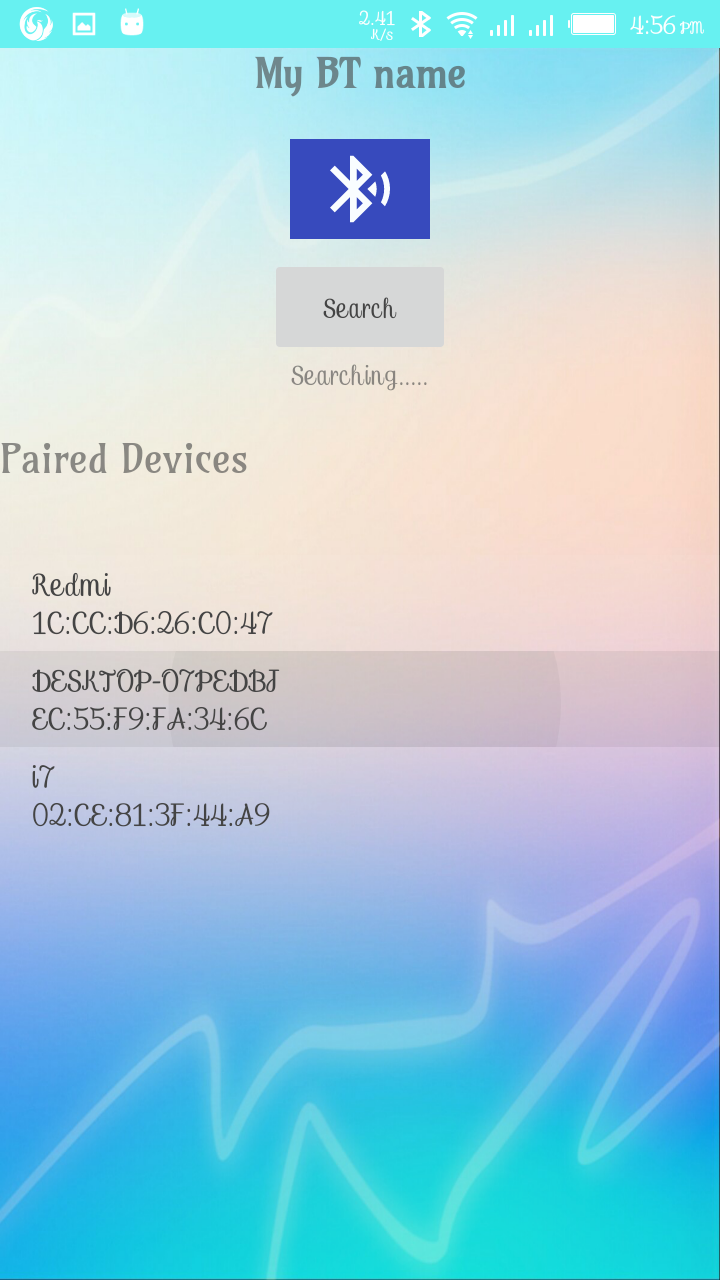 2.41
K/s
4:56 pm
My BT name
Search
Searching.....
Paired Devices
Redmi
1C:CC:D6:26:C0:47
DESKTOP-07PEDBJ
EC:55:F9:FA:34:6C
i7
02:CE:81:3F:44:A9